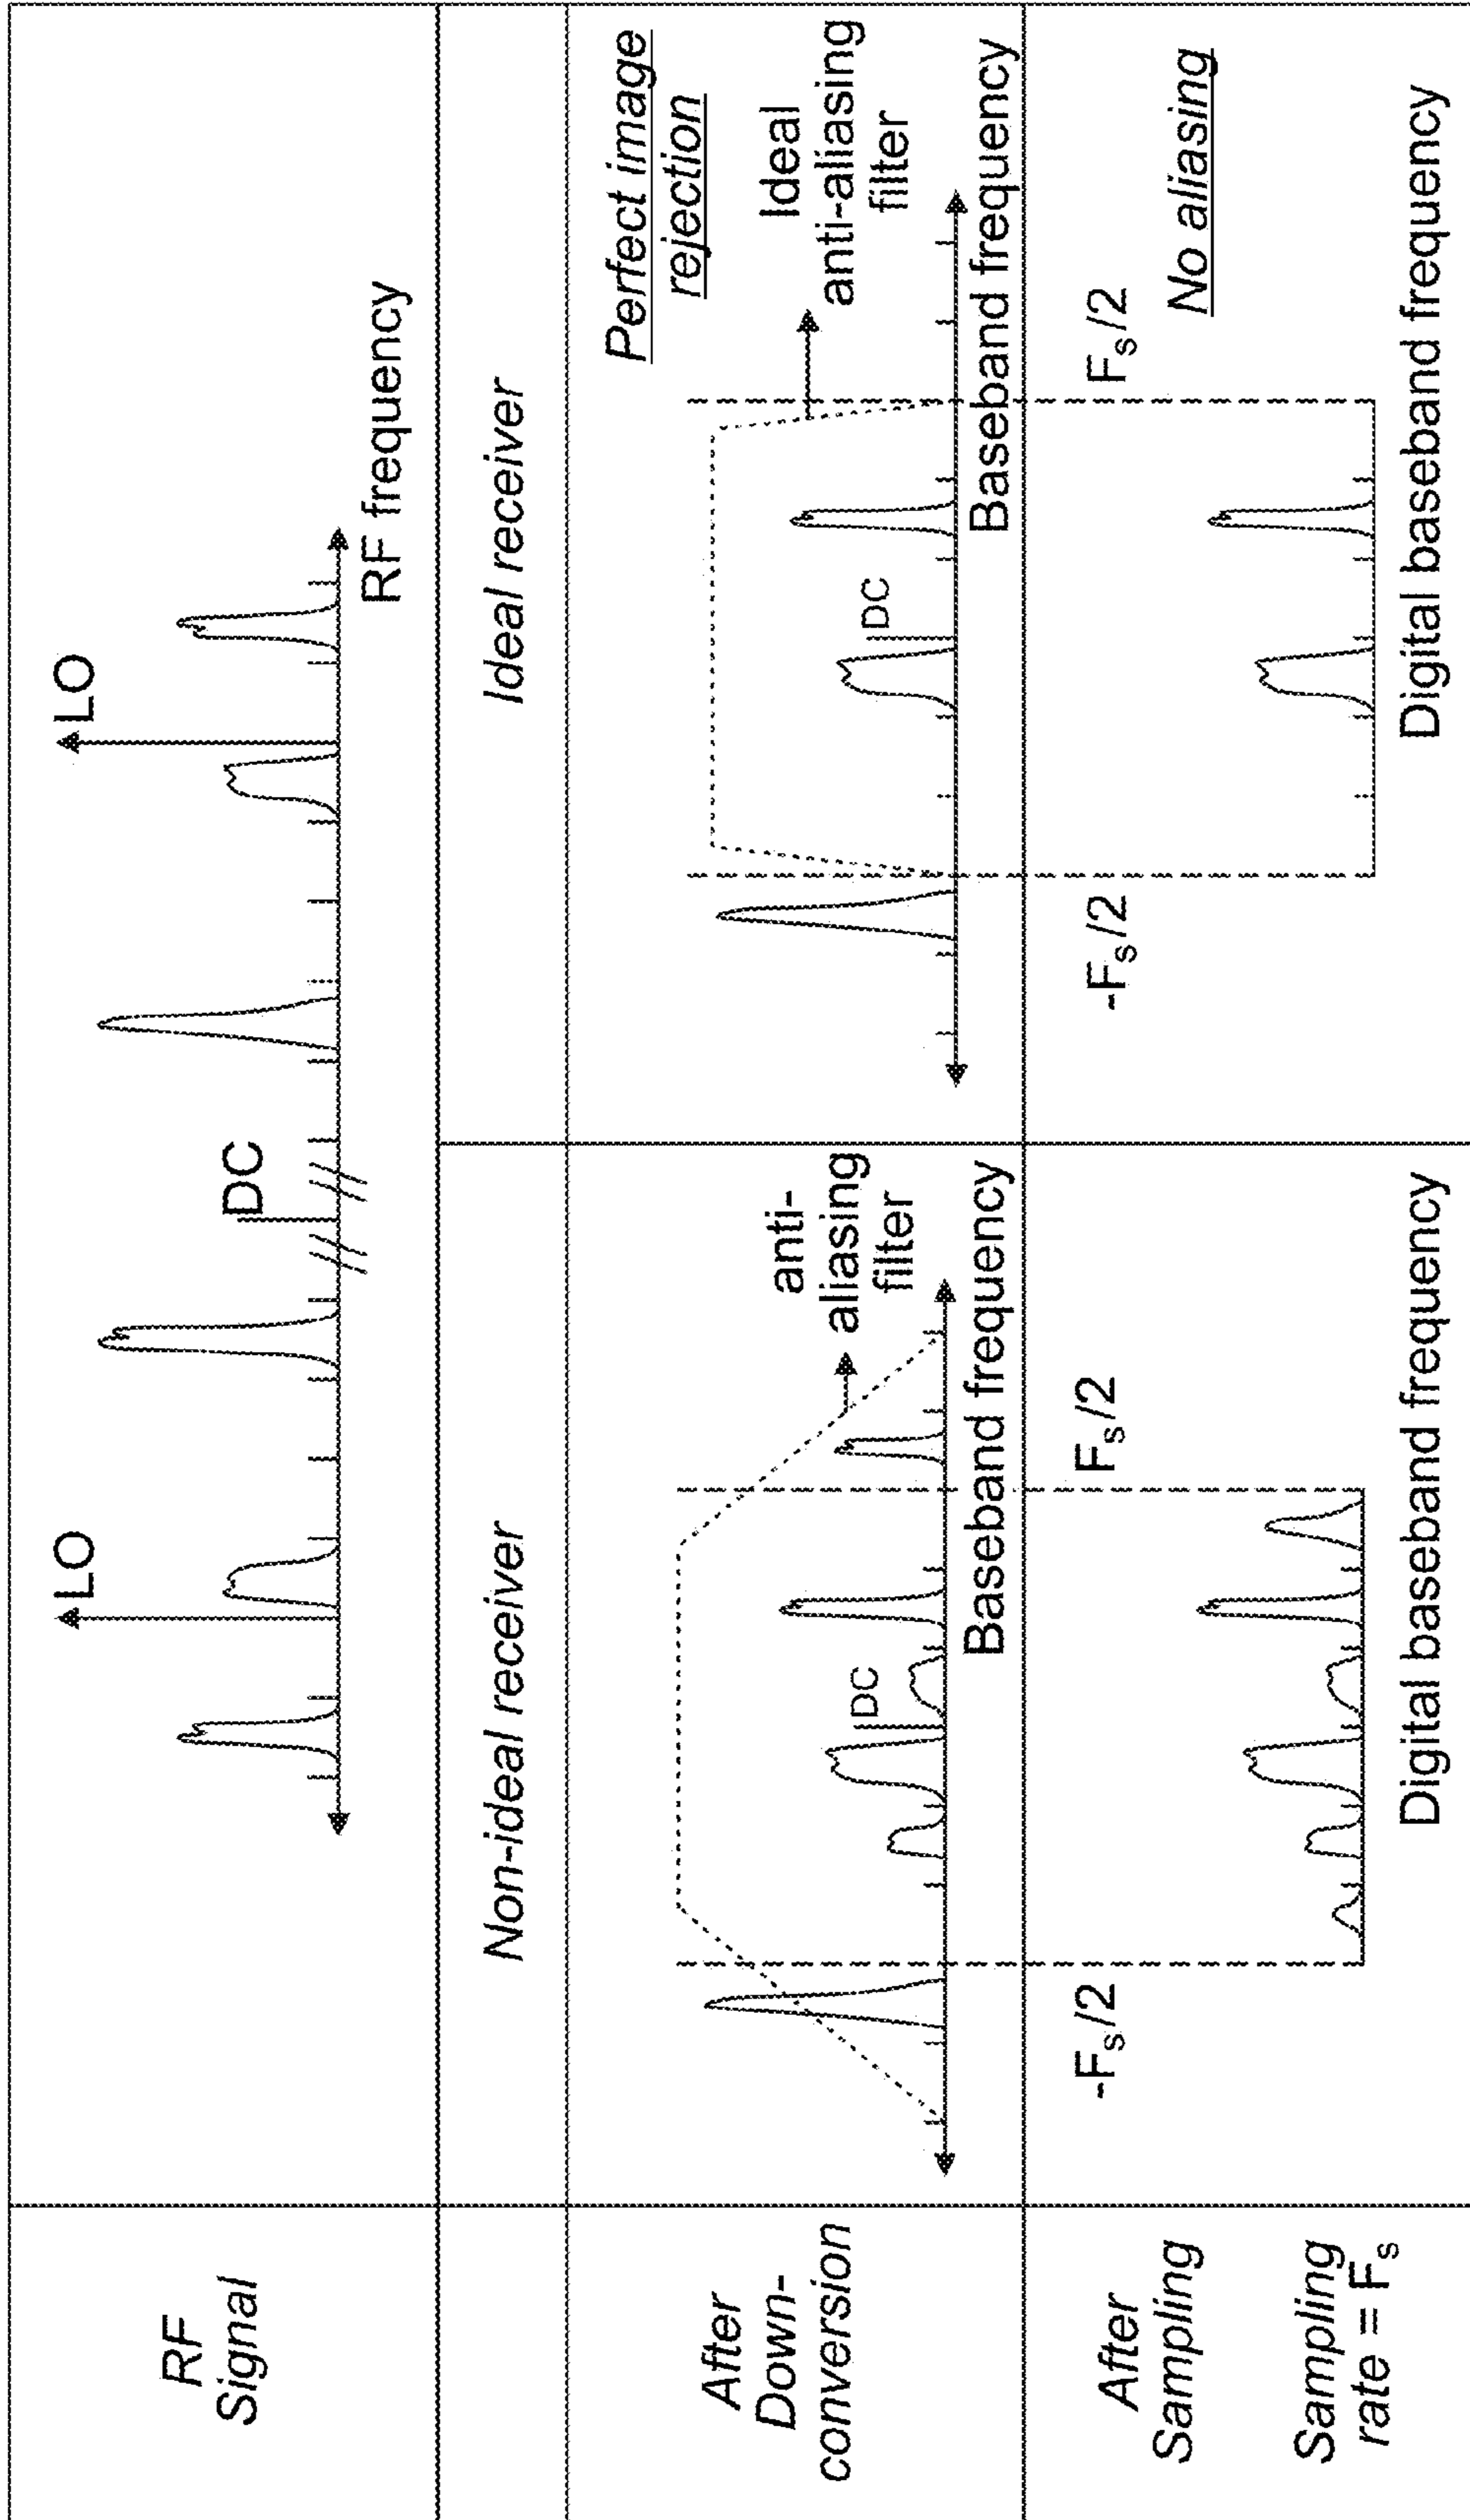 RF
Signal
LO
DC
LO
RF frequency
Non-ideal receiver
Ideal receiver
After
Down-
conversion
DC
anti-
aliasing
filter
Baseband frequency
Perfect image
rejection
Ideal
anti-aliasing
filter
DC
Baseband frequency
After
Sampling
Sampling
rate = Fs
-Fs/2
Fs/2
Digital baseband frequency
-Fs/2
Fs/2
No aliasing
Digital baseband frequency